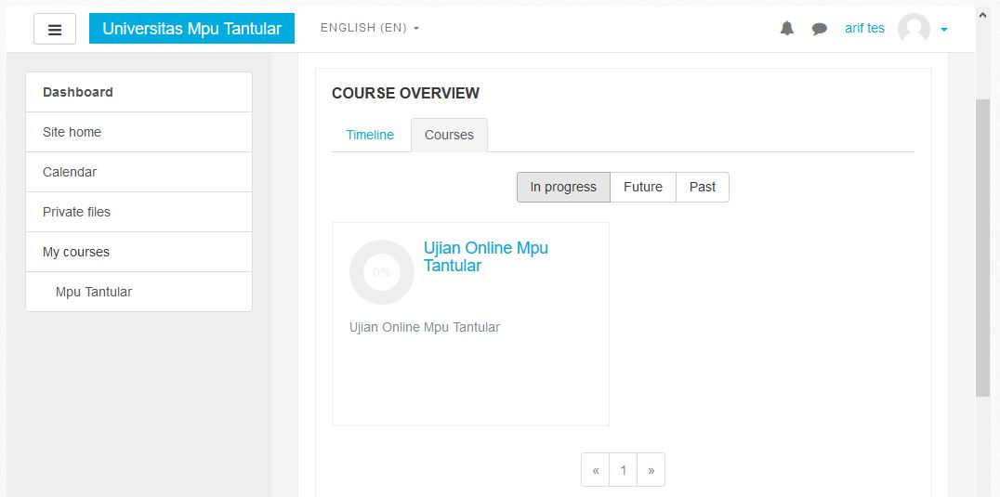 Universitas Mpu Tantular
ENGLISH (EN)
arif tes
Dashboard
Site home
Calendar
Private files
My courses
Mpu Tantular
COURSE OVERVIEW
Timeline
Courses
In progress
Future
Past
0%
Ujian Online Mpu
Tantular
Ujian Online Mpu Tantular
« 1 »